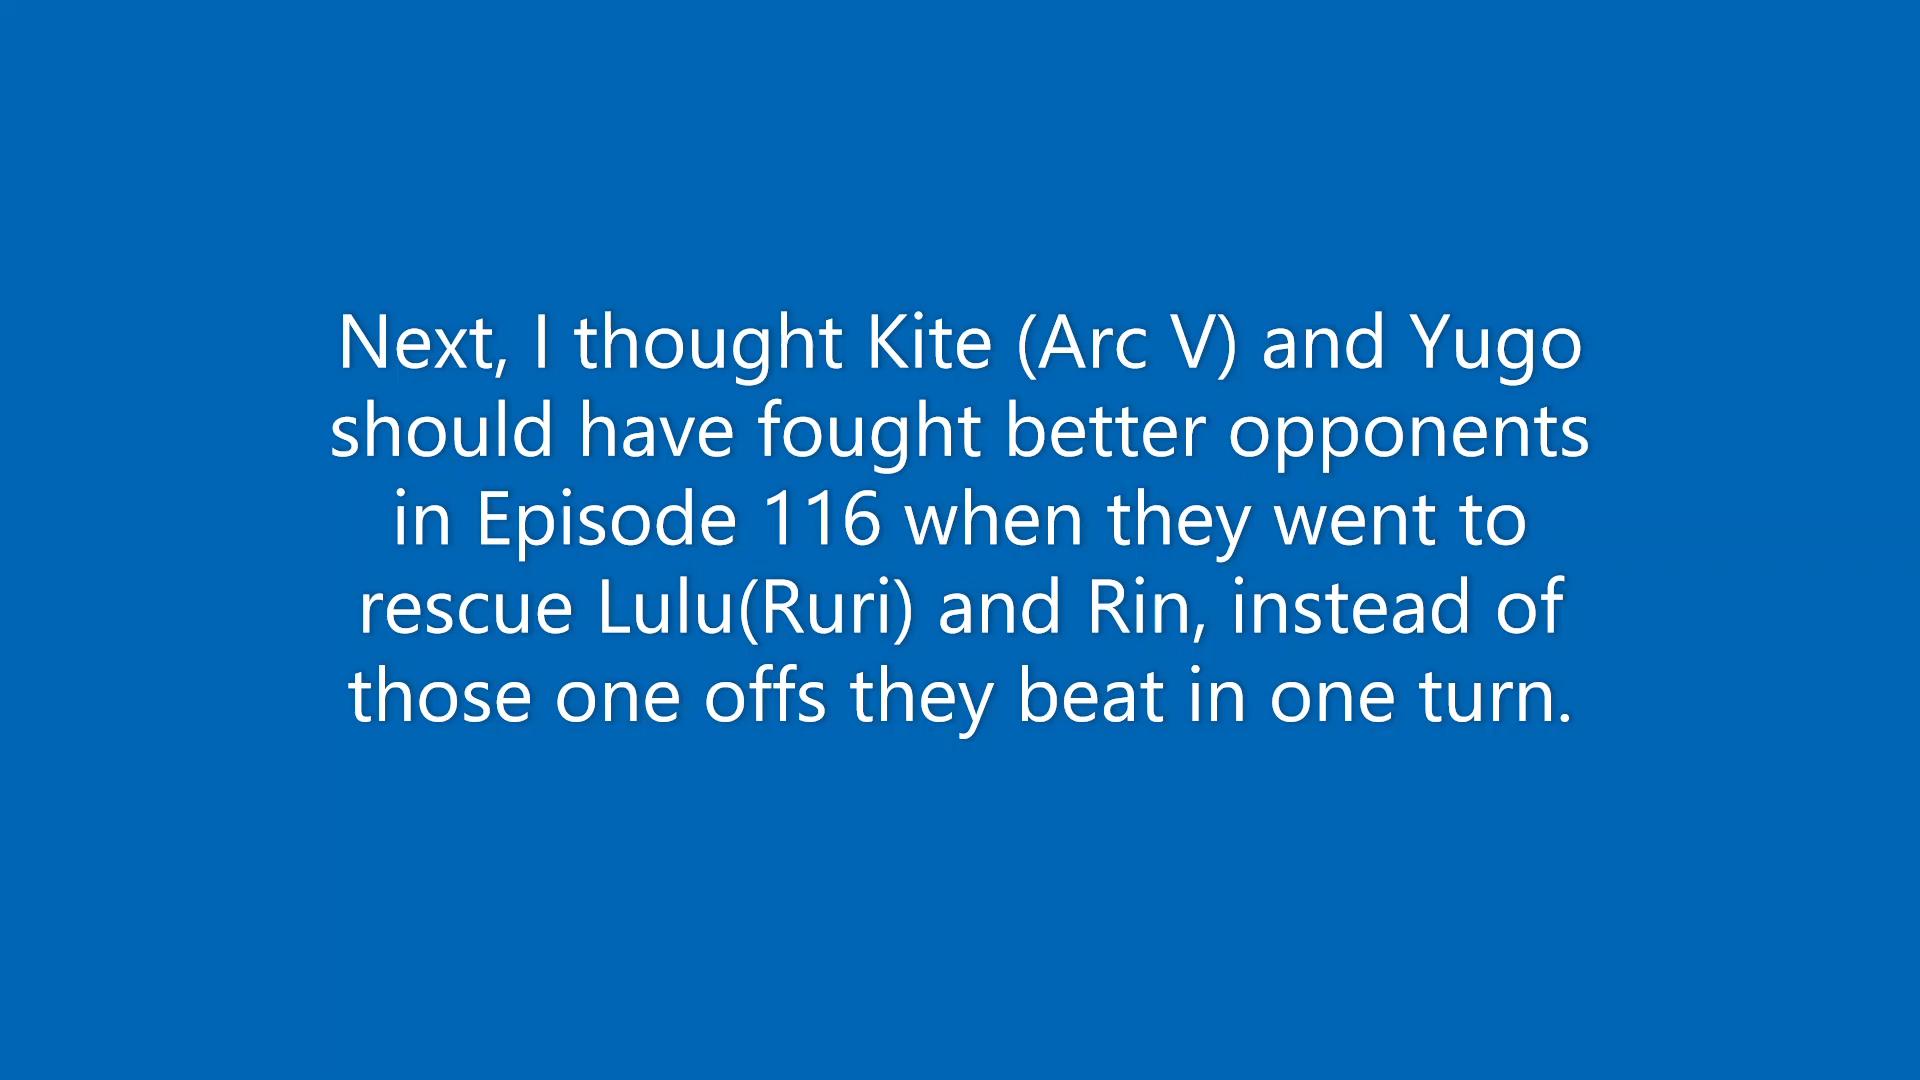 Next, I thought Kite (Arc V) and Yugo
should have fought better opponents
in Episode 116 when they went to
rescue Lulu(Ruri) and Rin, instead of
those one offs they beat in one turn.